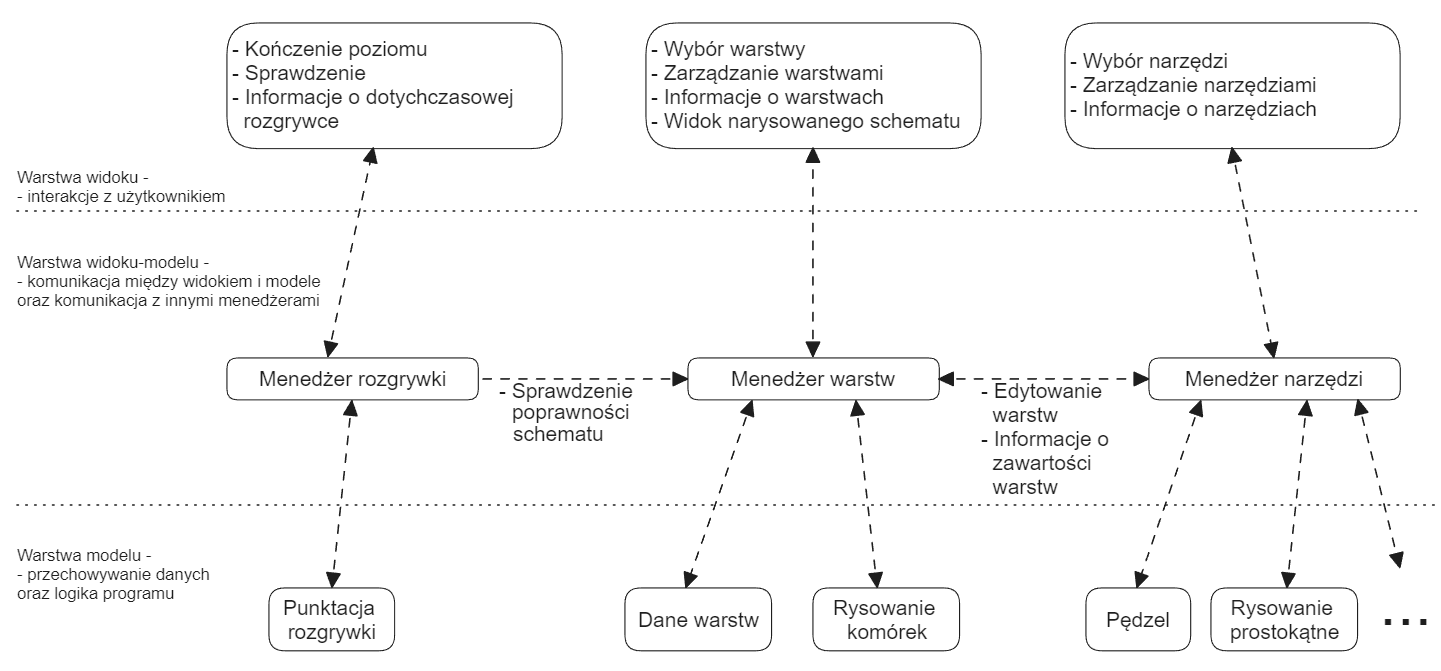 - Kończenie poziomu
- Sprawdzenie
- Informacje o dotychczasowej
rozgrywce
- Wybór warstwy
- Zarządzanie warstwami
- Informacje o warstwach
- Widok narysowanego schematu
- Wybór narzędzi
- Zarządzanie narzędziami
- Informacje o narzędziach
Warstwa widoku -
- interakcje z użytkownikiem
Warstwa widoku-modelu -
- komunikacja między widokiem i modele
oraz komunikacja z innymi menedżerami
Menedżer rozgrywki
- Sprawdzenie
poprawności
schematu
Menedżer warstw
- Edytowanie
warstw
- Informacje o
zawartości
warstw
Menedżer narzędzi
Warstwa modelu -
- przechowywanie danych
oraz logika programu
Punktacja
rozgrywki
Dane warstw
Rysowanie
komórek
Pędzel
Rysowanie
prostokątne
...